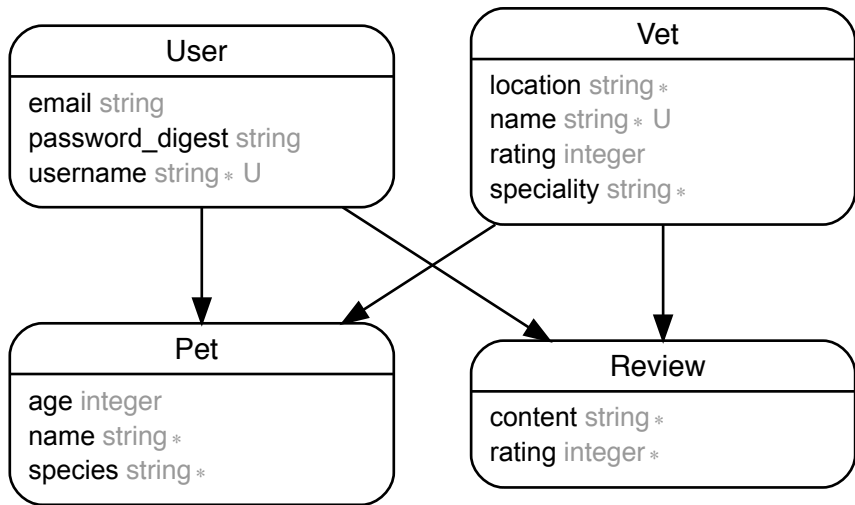 User
email string
password_digest string
username string * U
Vet
location string *
name string * U
rating integer
speciality string *
Pet
age integer
name string *
species string *
Review
content string *
rating integer *